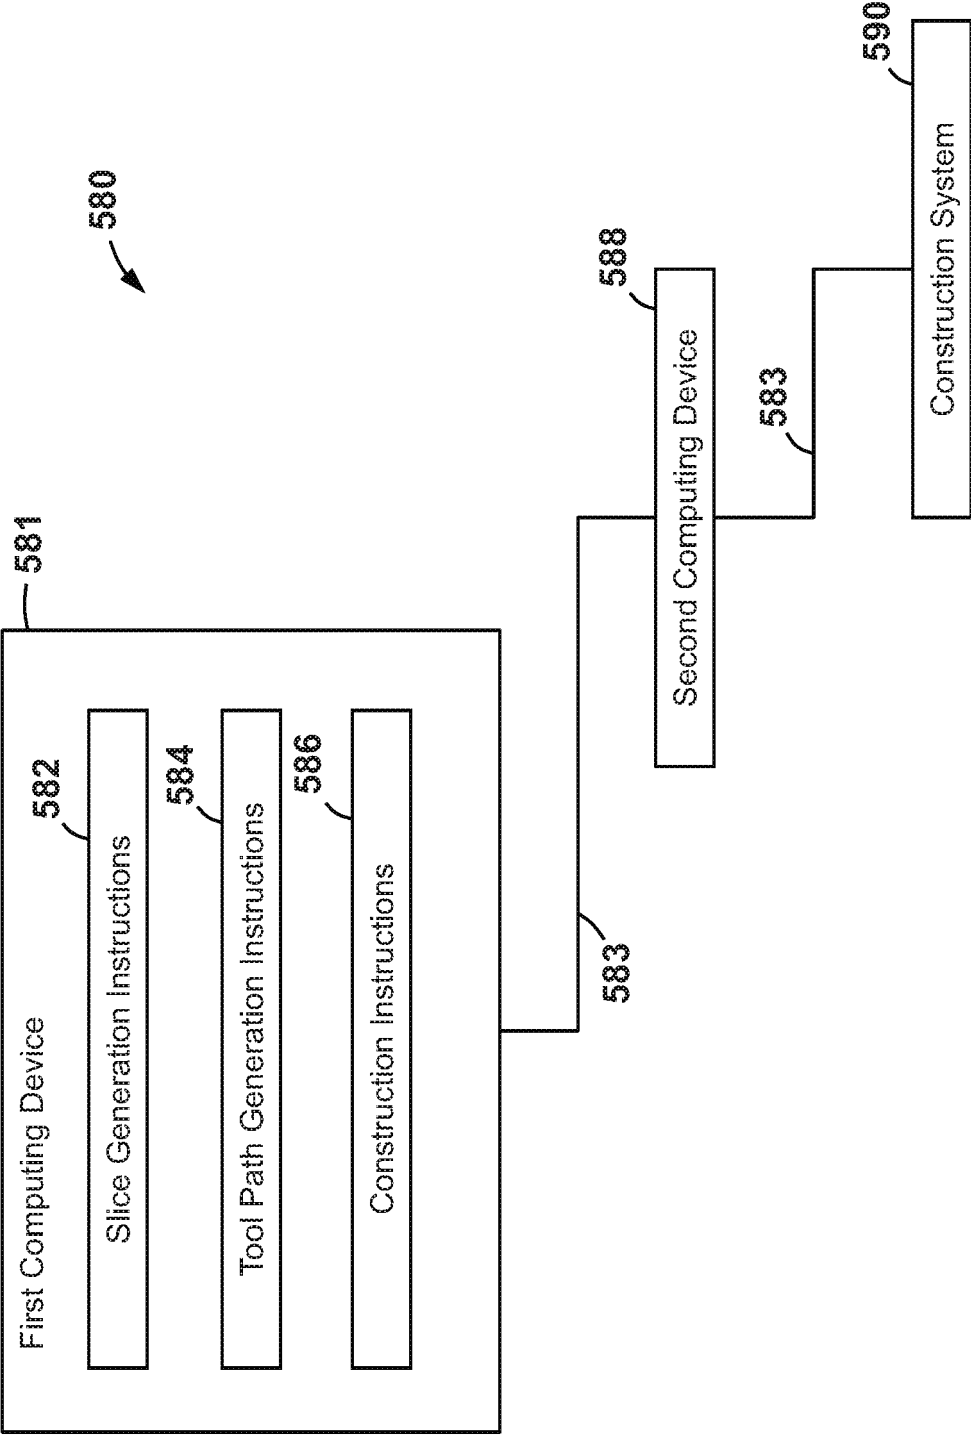 580
581
First Computing Device
582
Slice Generation Instructions
584
Tool Path Generation Instructions
586
Construction Instructions
583
588
Second Computing Device
583
590
Construction System